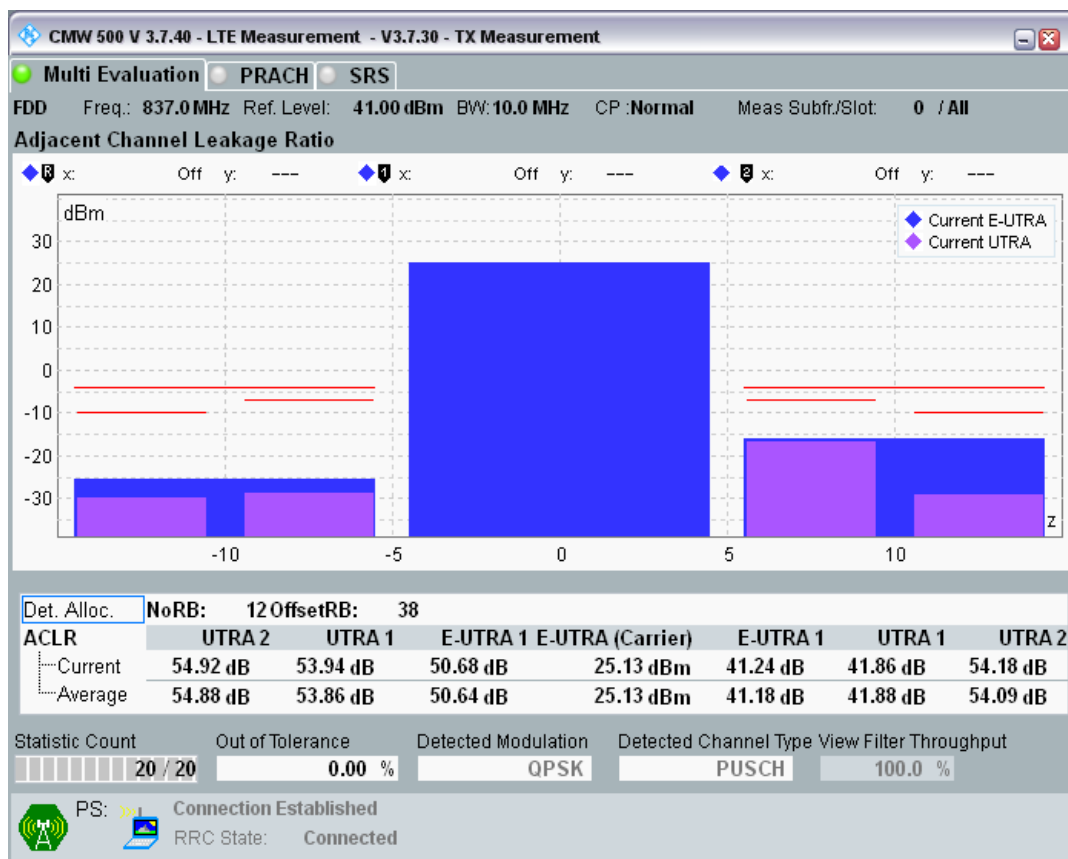 CMW 500 V 3.7.40 - LTE Measurement - V3.7.30 - TX Measurement
Multi Evaluation PRACH SRS
FDD Freq.: 837.0 MHz Ref. Level: 41.00 dBm BW: 10.0 MHz CP :Normal Meas Subfr./Slot: 0 / All
Adjacent Channel Leakage Ratio
R x: Off y: --- 1 x: Off y: --- 2 x: Off y: ---
dBm
Current E-UTRA
Current UTRA
30
20
10
0
-10
-20
-30
z
-10 -5 0 5 10
Det. Alloc. NoRB: 12 OffsetRB: 38
ACLR UTRA 2 UTRA 1 E-UTRA 1 E-UTRA (Carrier) E-UTRA 1 UTRA 1 UTRA 2
Current 54.92 dB 53.94 dB 50.68 dB 25.13 dBm 41.24 dB 41.86 dB 54.18 dB
Average 54.88 dB 53.86 dB 50.64 dB 25.13 dBm 41.18 dB 41.88 dB 54.09 dB
Statistic Count Out of Tolerance Detected Modulation Detected Channel Type View Filter Throughput
20 / 20 0.00 % QPSK PUSCH 100.0 %
PS: Connection Established
RRC State: Connected